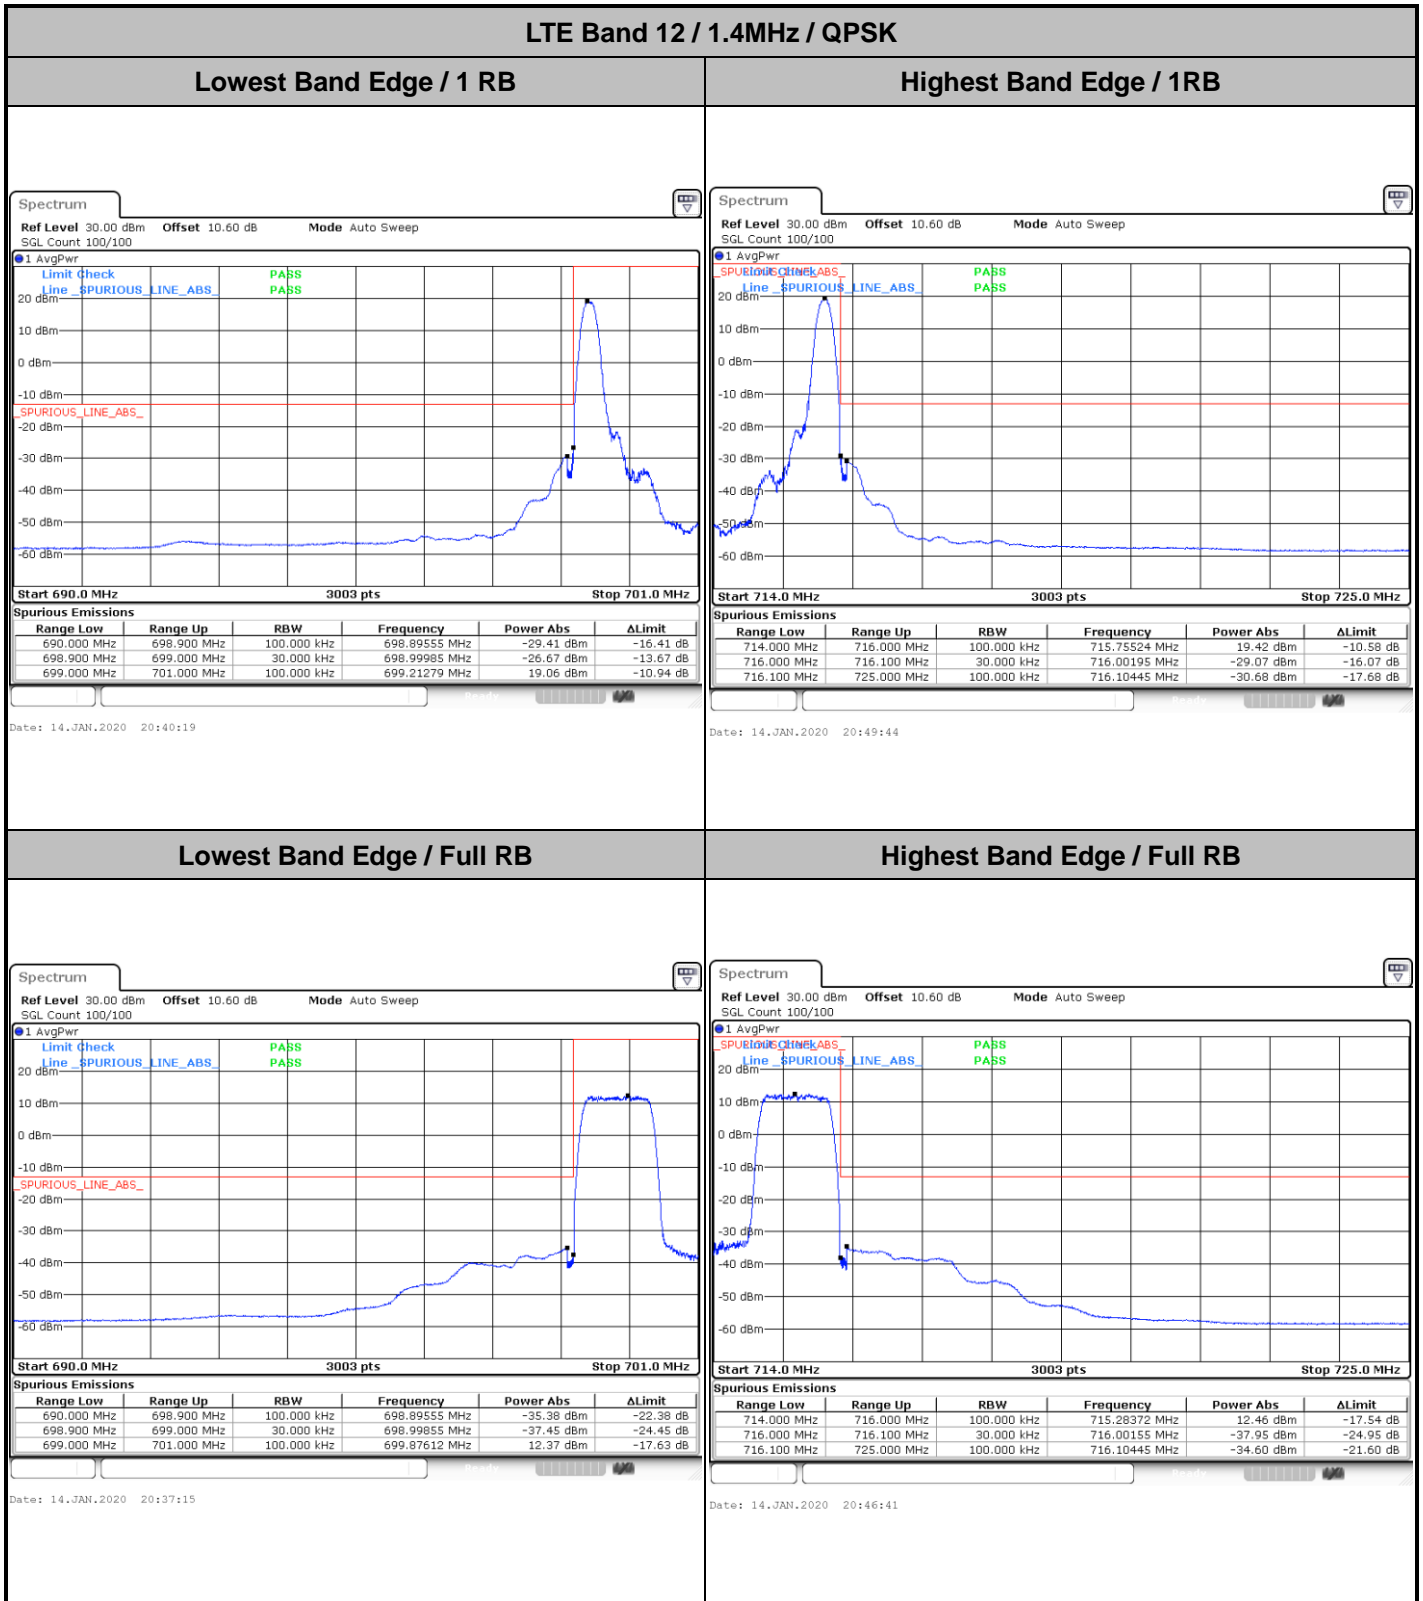 LTE Band 12 / 1.4MHz / QPSK
Lowest Band Edge / 1 RB
Highest Band Edge / 1RB
Spectrum
Ref Level 30.00 dBm Offset 10.60 dB Mode Auto Sweep
SGL Count 100/100
1 AvgPwr
Limit Check PASS
Line _SPURIOUS_LINE_ABS_ PASS
20 dBm
10 dBm
0 dBm
-10 dBm
_SPURIOUS_LINE_ABS_
-20 dBm
-30 dBm
-40 dBm
-50 dBm
-60 dBm
Start 690.0 MHz 3003 pts Stop 701.0 MHz
Spurious Emissions
Range Low Range Up RBW Frequency Power Abs ΔLimit
690.000 MHz 698.900 MHz 100.000 kHz 698.89555 MHz -29.41 dBm -16.41 dB
698.900 MHz 699.000 MHz 30.000 kHz 698.99985 MHz -26.67 dBm -13.67 dB
699.000 MHz 701.000 MHz 100.000 kHz 699.21279 MHz 19.06 dBm -10.94 dB
Ready
Date: 14.JAN.2020 20:40:19
Spectrum
Ref Level 30.00 dBm Offset 10.60 dB Mode Auto Sweep
SGL Count 100/100
1 AvgPwr
_SPURIOUS_LINE_ABS_
Limit Check PASS
Line _SPURIOUS_LINE_ABS_ PASS
20 dBm
10 dBm
0 dBm
-10 dBm
-20 dBm
-30 dBm
-40 dBm
-50 dBm
-60 dBm
Start 714.0 MHz 3003 pts Stop 725.0 MHz
Spurious Emissions
Range Low Range Up RBW Frequency Power Abs ΔLimit
714.000 MHz 716.000 MHz 100.000 kHz 715.75524 MHz 19.42 dBm -10.58 dB
716.000 MHz 716.100 MHz 30.000 kHz 716.00195 MHz -29.07 dBm -16.07 dB
716.100 MHz 725.000 MHz 100.000 kHz 716.10445 MHz -30.68 dBm -17.68 dB
Ready
Date: 14.JAN.2020 20:49:44
Lowest Band Edge / Full RB
Highest Band Edge / Full RB
Spectrum
Ref Level 30.00 dBm Offset 10.60 dB Mode Auto Sweep
SGL Count 100/100
1 AvgPwr
Limit Check PASS
Line _SPURIOUS_LINE_ABS_ PASS
20 dBm
10 dBm
0 dBm
-10 dBm
_SPURIOUS_LINE_ABS_
-20 dBm
-30 dBm
-40 dBm
-50 dBm
-60 dBm
Start 690.0 MHz 3003 pts Stop 701.0 MHz
Spurious Emissions
Range Low Range Up RBW Frequency Power Abs ΔLimit
690.000 MHz 698.900 MHz 100.000 kHz 698.89555 MHz -35.38 dBm -22.38 dB
698.900 MHz 699.000 MHz 30.000 kHz 698.99855 MHz -37.45 dBm -24.45 dB
699.000 MHz 701.000 MHz 100.000 kHz 699.87612 MHz 12.37 dBm -17.63 dB
Ready
Date: 14.JAN.2020 20:37:15
Spectrum
Ref Level 30.00 dBm Offset 10.60 dB Mode Auto Sweep
SGL Count 100/100
1 AvgPwr
_SPURIOUS_LINE_ABS_
Limit Check PASS
Line _SPURIOUS_LINE_ABS_ PASS
20 dBm
10 dBm
0 dBm
-10 dBm
-20 dBm
-30 dBm
-40 dBm
-50 dBm
-60 dBm
Start 714.0 MHz 3003 pts Stop 725.0 MHz
Spurious Emissions
Range Low Range Up RBW Frequency Power Abs ΔLimit
714.000 MHz 716.000 MHz 100.000 kHz 715.28372 MHz 12.46 dBm -17.54 dB
716.000 MHz 716.100 MHz 30.000 kHz 716.00155 MHz -37.95 dBm -24.95 dB
716.100 MHz 725.000 MHz 100.000 kHz 716.10445 MHz -34.60 dBm -21.60 dB
Ready
Date: 14.JAN.2020 20:46:41